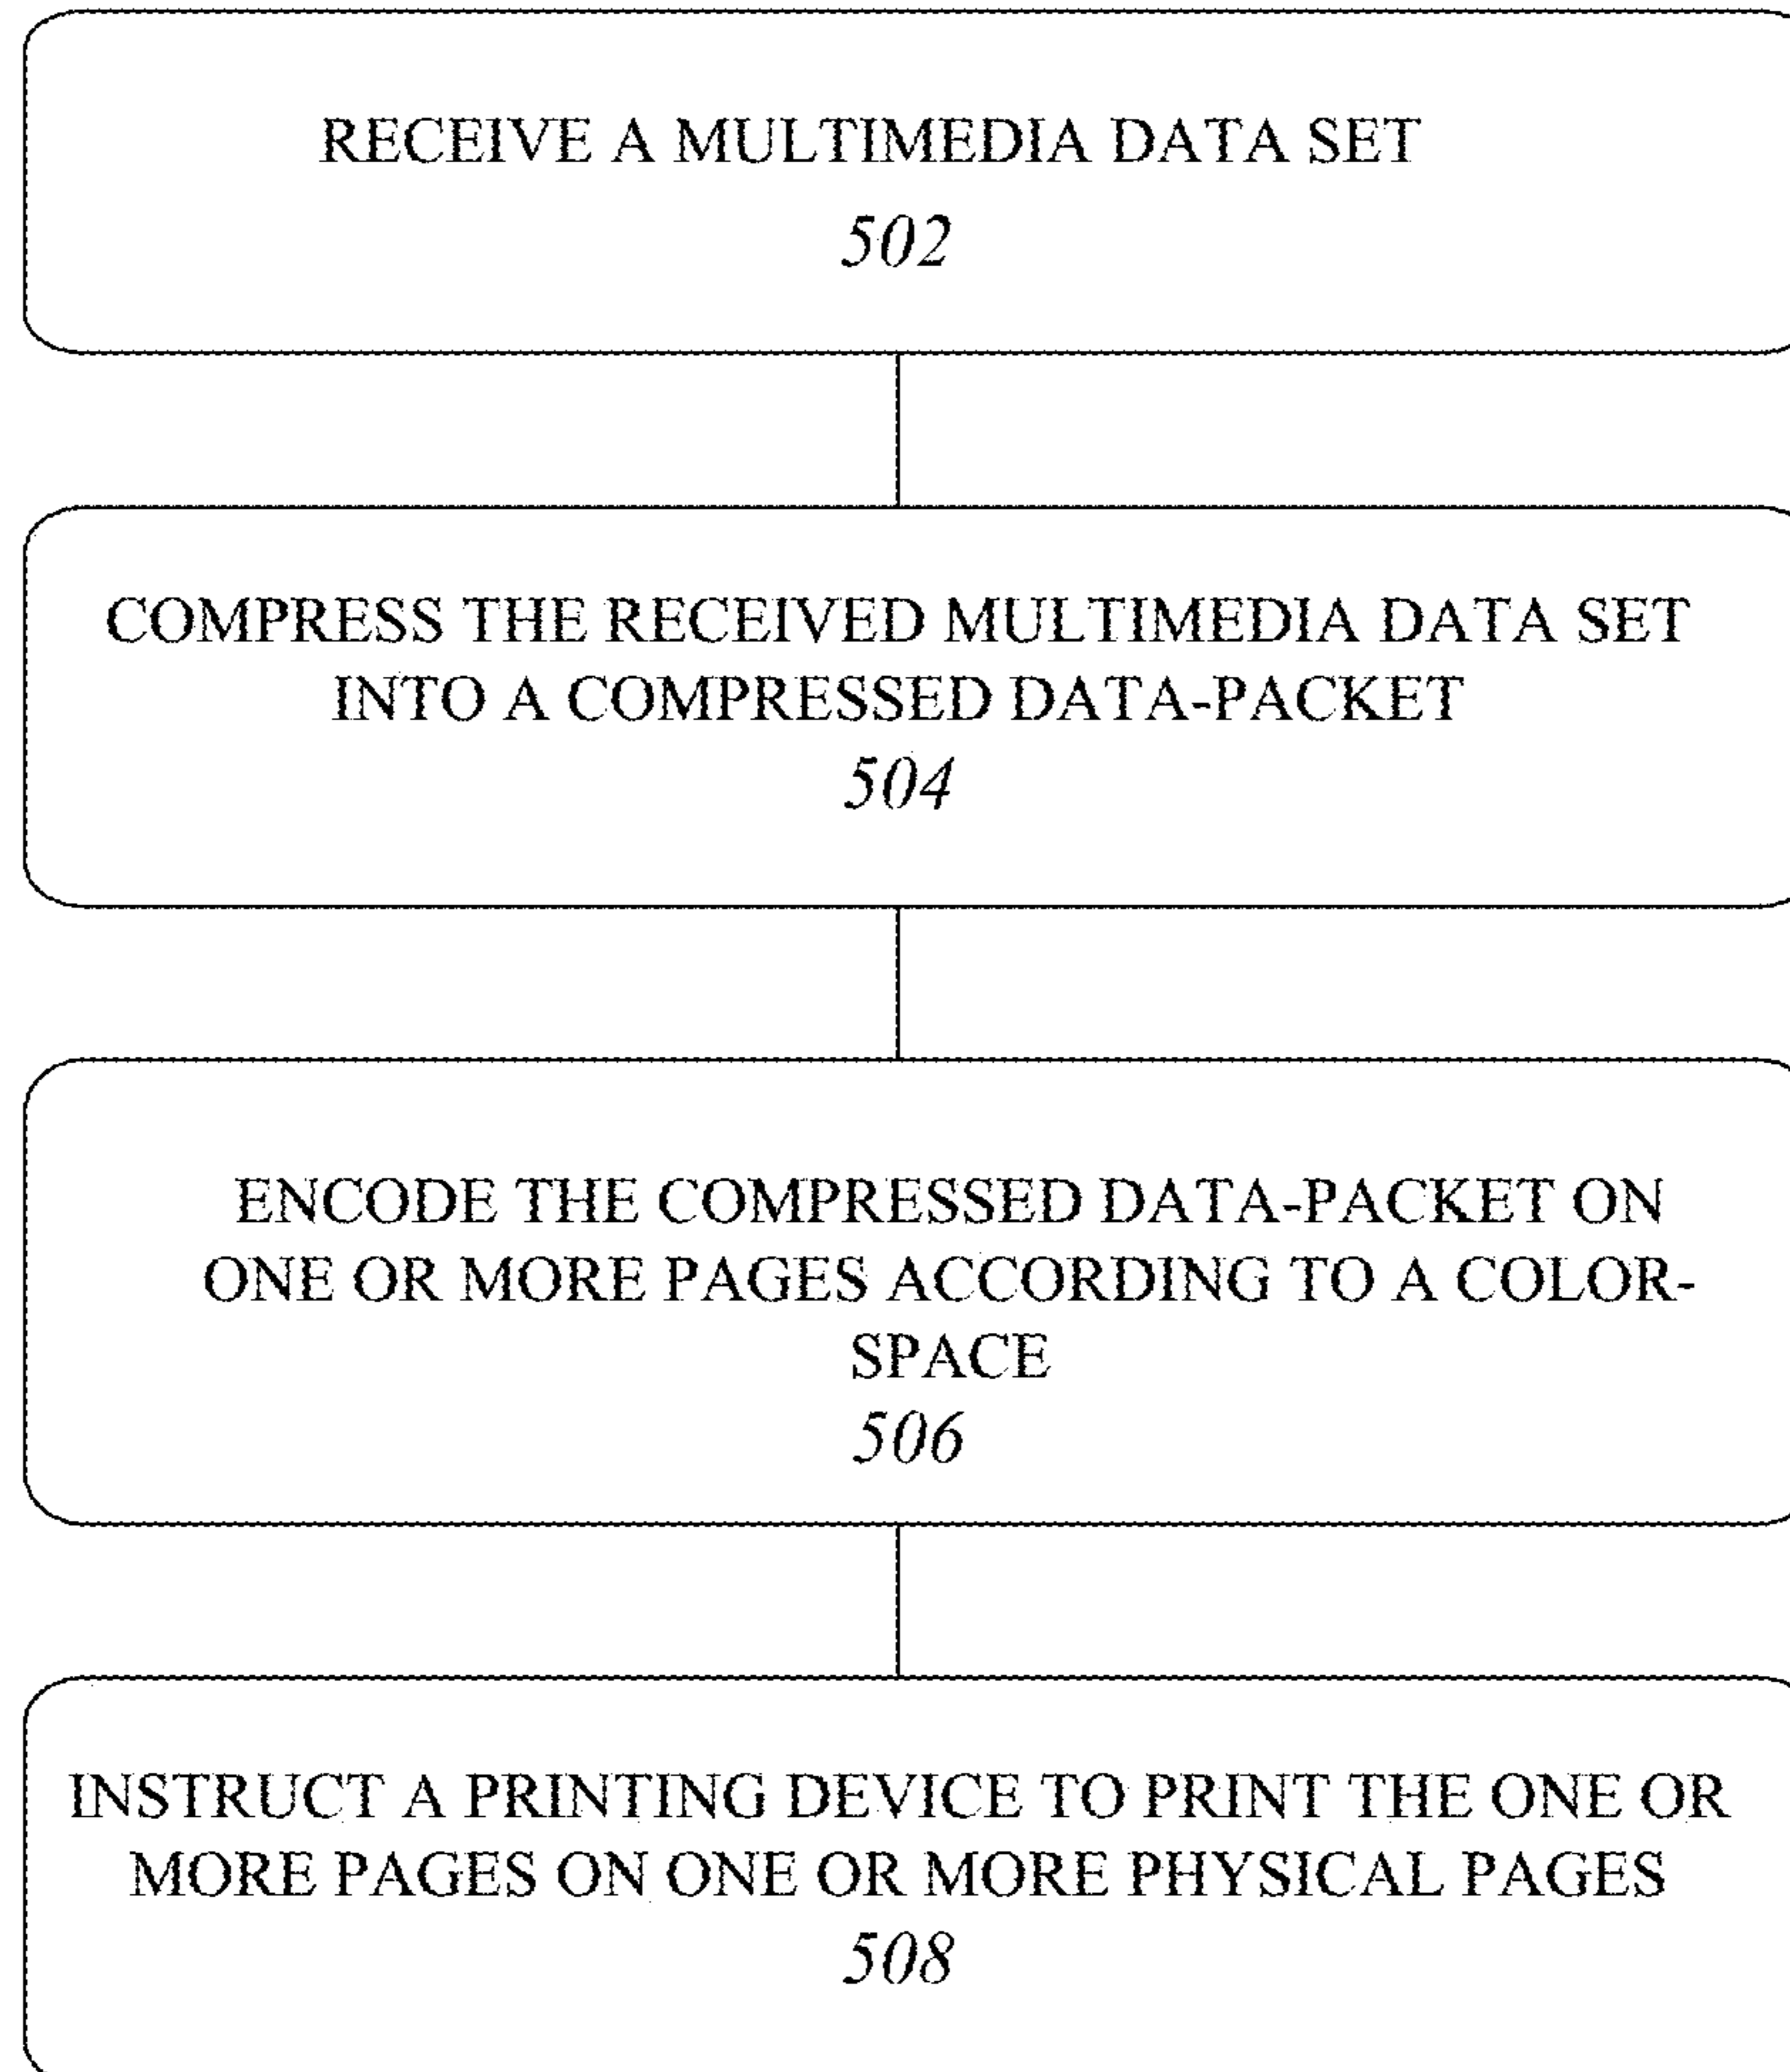 RECEIVE A MULTIMEDIA DATA SET
502
COMPRESS THE RECEIVED MULTIMEDIA DATA SET
INTO A COMPRESSED DATA-PACKET
504
ENCODE THE COMPRESSED DATA-PACKET ON
ONE OR MORE PAGES ACCORDING TO A COLOR-
SPACE
506
INSTRUCT A PRINTING DEVICE TO PRINT THE ONE OR
MORE PAGES ON ONE OR MORE PHYSICAL PAGES
508